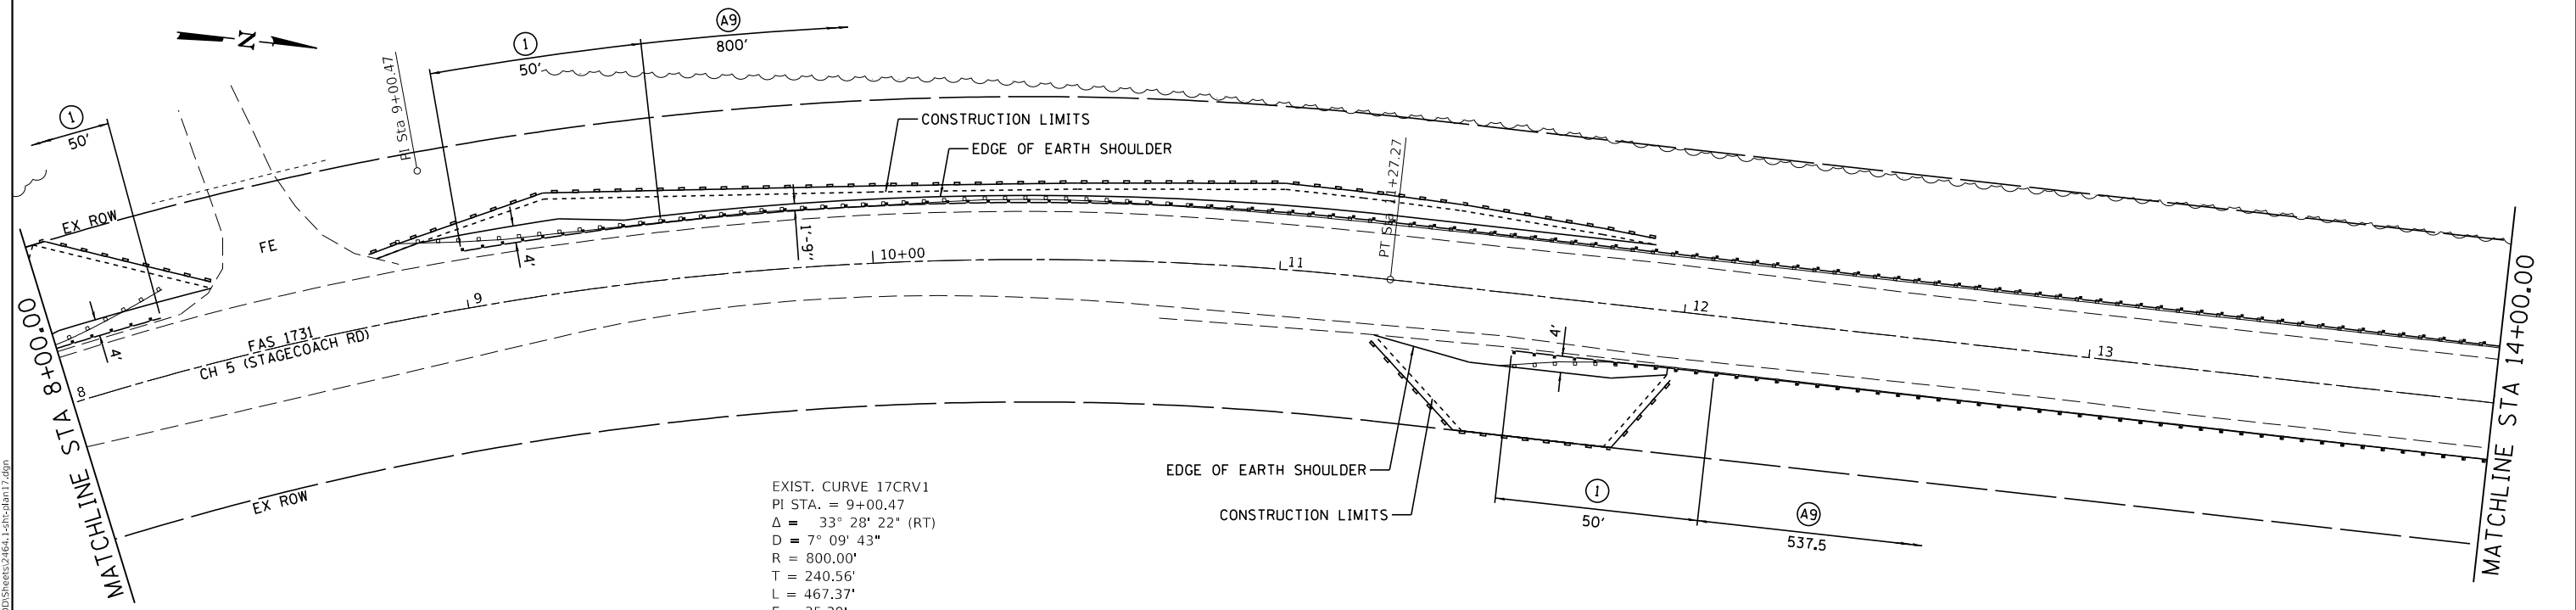 N
A9
800'
1
50'
1
50'
PI Sta 9+00.47
CONSTRUCTION LIMITS
EDGE OF EARTH SHOULDER
EX ROW
FE
4'
4'
1'-9"
10+00
11
12
13
9
8
FAS 1731
CH 5 (STAGECOACH RD)
MATCHLINE STA 8+00.00
MATCHLINE STA 14+00.00
4'
EX ROW
EDGE OF EARTH SHOULDER
CONSTRUCTION LIMITS
1
50'
A9
537.5
EXIST. CURVE 17CRV1
PI STA. = 9+00.47
Δ = 33° 28' 22" (RT)
D = 7° 09' 43"
R = 800.00'
T = 240.56'
L = 467.37'